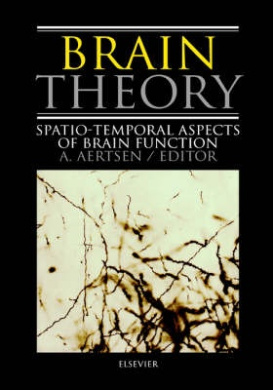 BRAIN
THEORY
SPATIO-TEMPORAL ASPECTS
OF BRAIN FUNCTION
A. AERTSEN / EDITOR
ELSEVIER